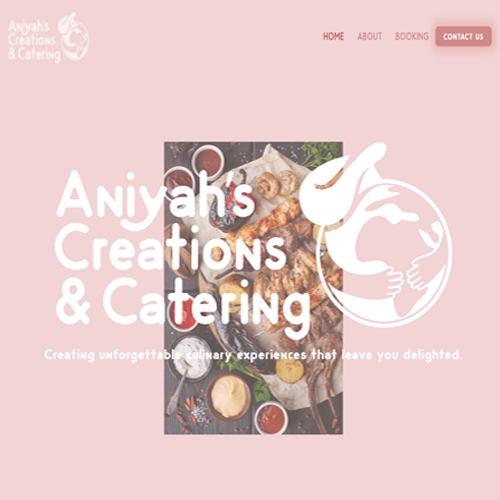 Aniyah's
Creations
& Catering
HOME ABOUT BOOKING CONTACT US
Aniyah's
Creations
& Catering
Creating unforgettable culinary experiences that leave you delighted.